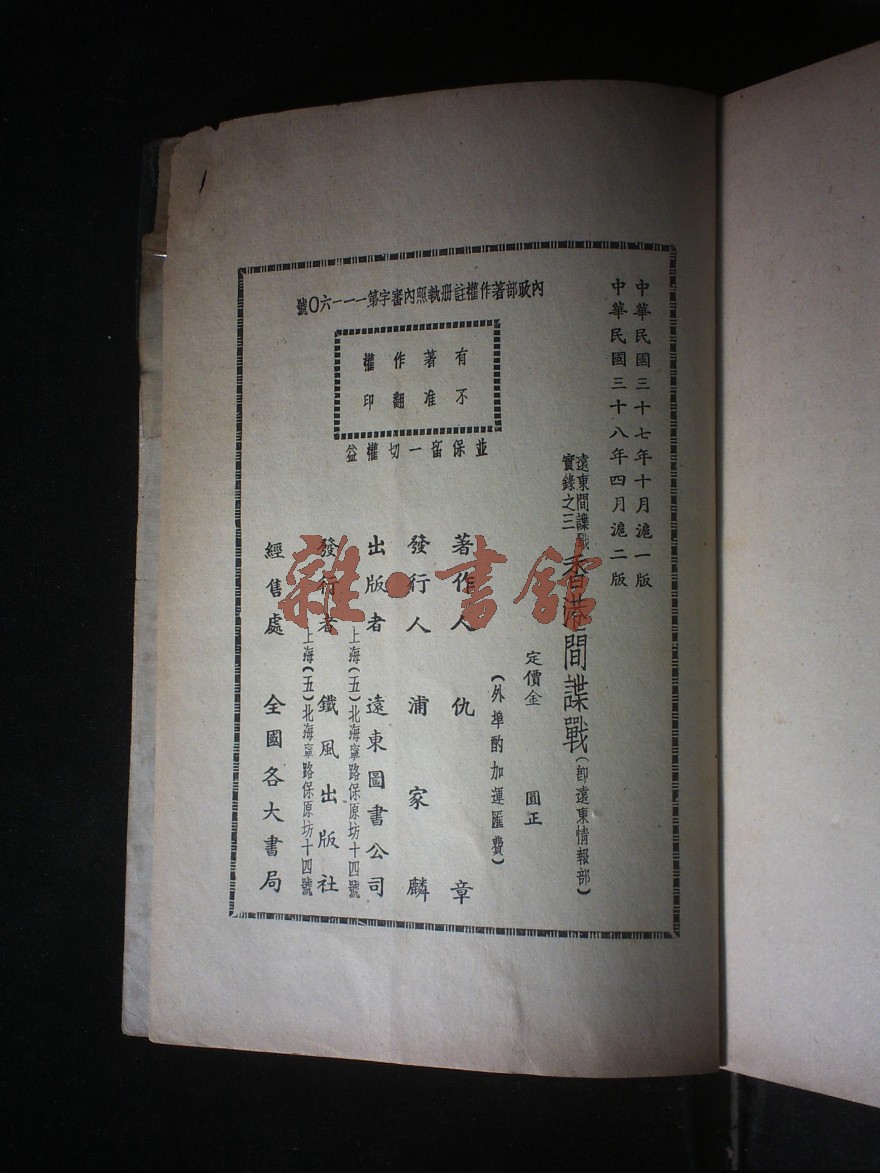 中華民國三十七年十月滬一版
中華民國三十八年四月滬二版
遠東間諜戰
實錄之三
香港間諜戰(即遠東情報部)
定價金 圓正
(外埠酌加運匯費)
內政部著作權註册執照內審字第一一一六〇號
有著作權
不准翻印
並保留一切權益
著作人 仇章
發行人 浦家麟
出版者 遠東圖書公司
上海(五)北海寧路保原坊十四號
發行者 鐵風出版社
上海(五)北海寧路保原坊十四號
經售處 全國各大書局
雜·書館